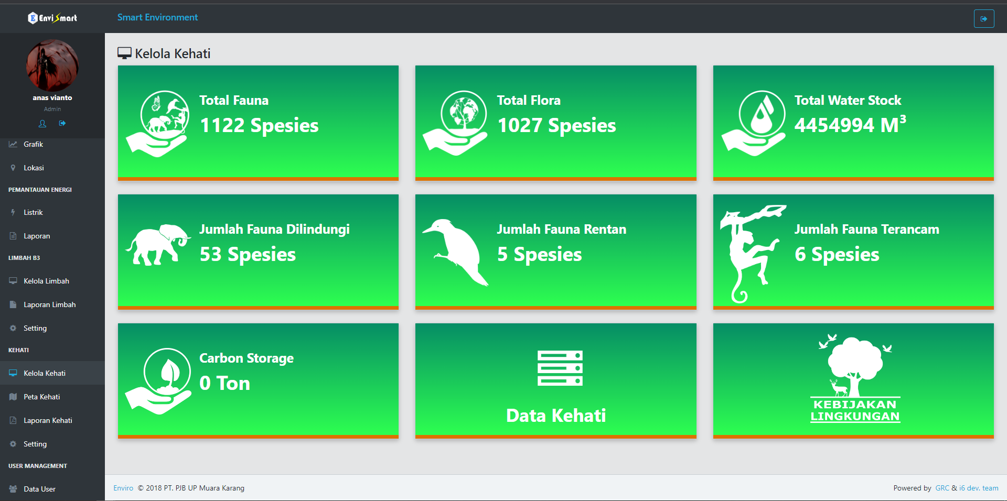 EnviSmart
Smart Environment
anas vianto
Admin
Grafik
Lokasi
PEMANTAUAN ENERGI
Listrik
Laporan
LIMBAH B3
Kelola Limbah
Laporan Limbah
Setting
KEHATI
Kelola Kehati
Peta Kehati
Laporan Kehati
Setting
USER MANAGEMENT
Data User
Kelola Kehati
Total Fauna
1122 Spesies
Total Flora
1027 Spesies
Total Water Stock
4454994 M³
Jumlah Fauna Dilindungi
53 Spesies
Jumlah Fauna Rentan
5 Spesies
Jumlah Fauna Terancam
6 Spesies
Carbon Storage
0 Ton
Data Kehati
KEBIJAKAN
LINGKUNGAN
Enviro © 2018 PT. PJB UP Muara Karang
Powered by GRC & i6 dev. team